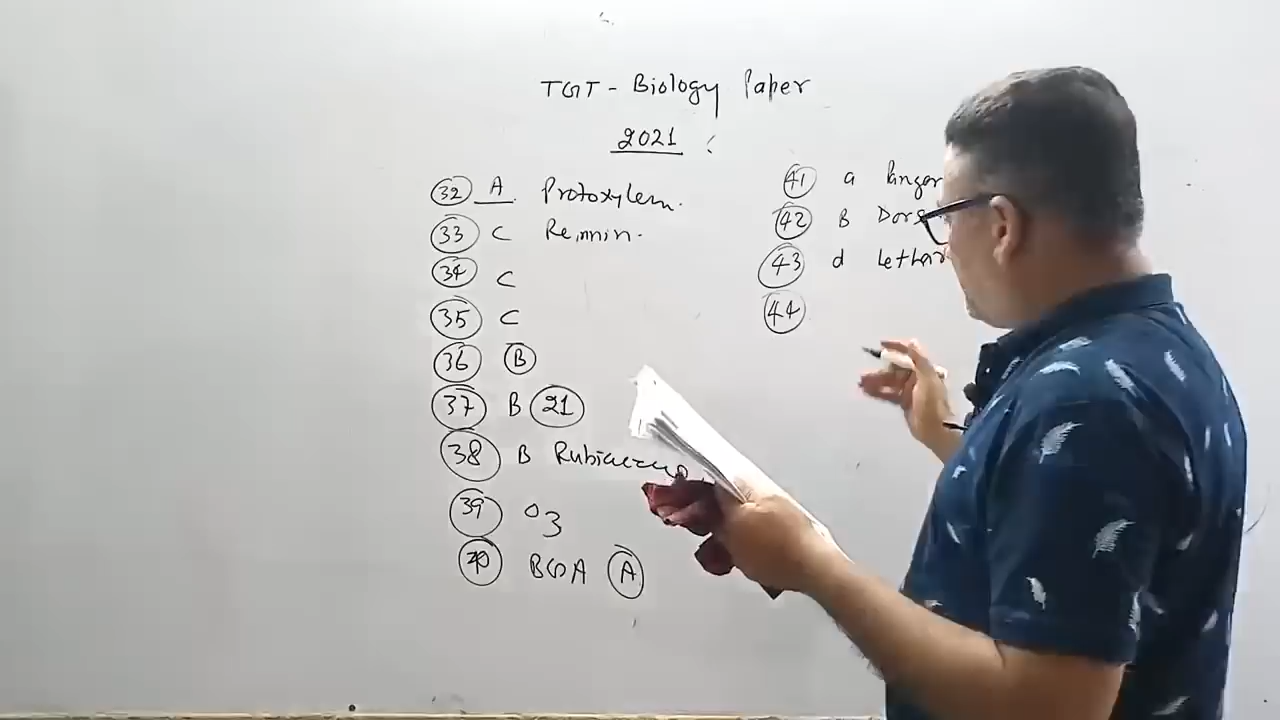 TGT - Biology Paper
2021 :
32 A Protoxylem.
33 C Rennin.
34 C
35 C
36 B
37 B 21
38 B
39 O3
40 A
41 a
42 B
43 d
44